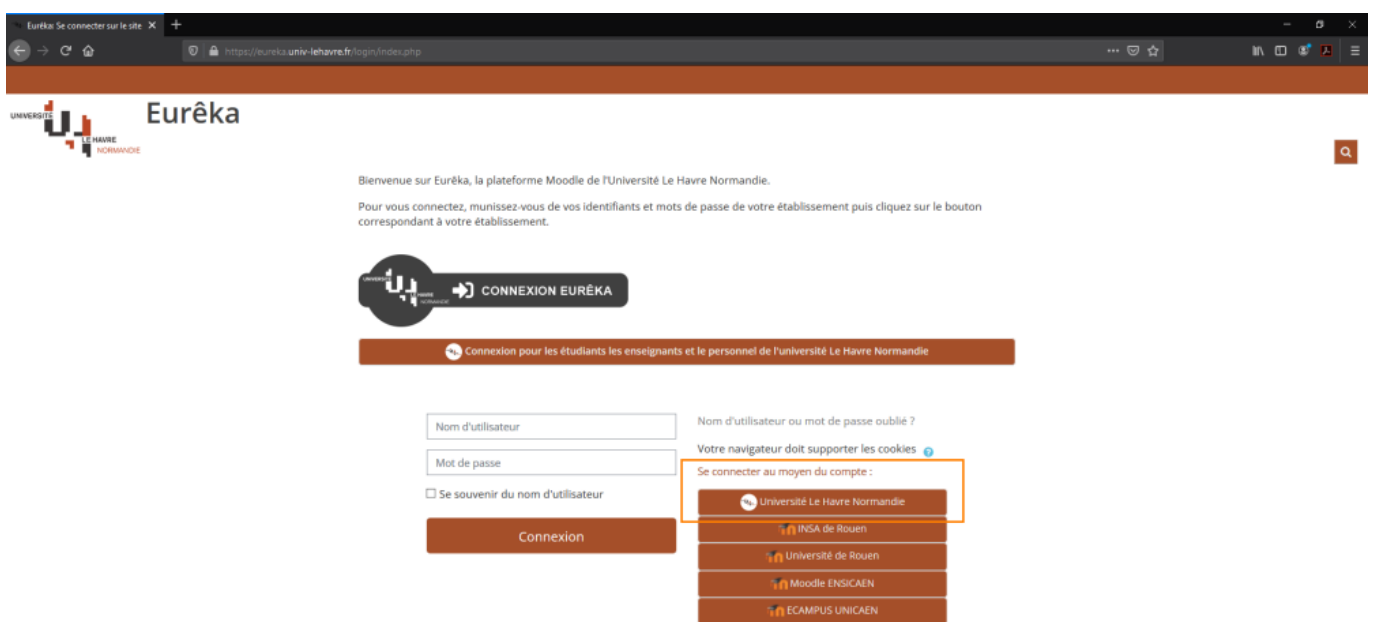 Eurêka: Se connecter sur le site
https://eureka.univ-lehavre.fr/login/index.php
UNIVERSITÉ
LE HAVRE
NORMANDIE
Eurêka
Bienvenue sur Eurêka, la plateforme Moodle de l'Université Le Havre Normandie.
Pour vous connectez, munissez-vous de vos identifiants et mots de passe de votre établissement puis cliquez sur le bouton
correspondant à votre établissement.
UNIVERSITÉ
LE HAVRE
NORMANDIE
CONNEXION EURÊKA
Connexion pour les étudiants les enseignants et le personnel de l'université Le Havre Normandie
Nom d'utilisateur
Mot de passe
Se souvenir du nom d'utilisateur
Connexion
Nom d'utilisateur ou mot de passe oublié ?
Votre navigateur doit supporter les cookies
Se connecter au moyen du compte :
Université Le Havre Normandie
INSA de Rouen
Université de Rouen
Moodle ENSICAEN
ECAMPUS UNICAEN